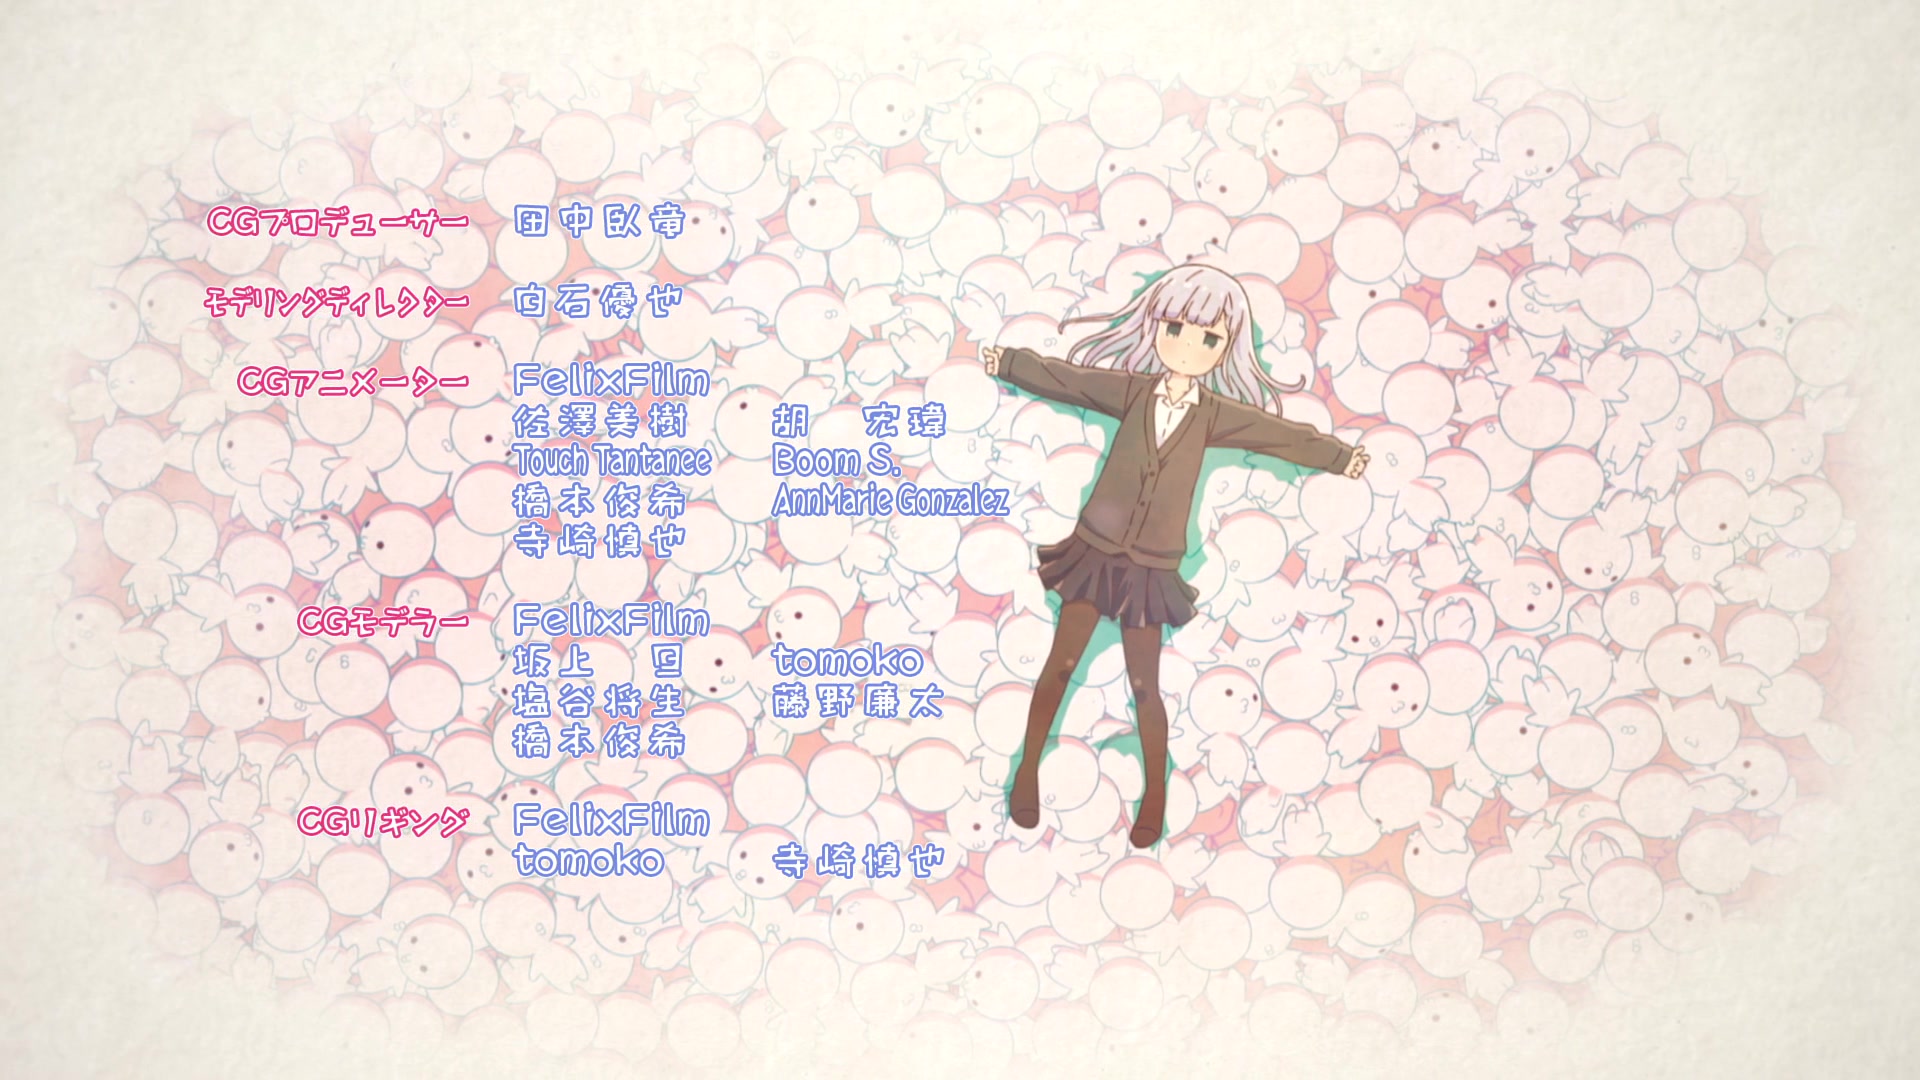 CGプロデューサー 田中臥竜
モデリングディレクター 白石優也
CGアニメーター FelixFilm
佐澤美樹 胡 宏瑋
Touch Tantanee Boom S.
橋本俊希 AnnMarie Gonzalez
寺崎慎也
CGモデラー FelixFilm
坂上 旦 tomoko
塩谷将生 藤野廉太
橋本俊希
CGリギング FelixFilm
tomoko 寺崎慎也